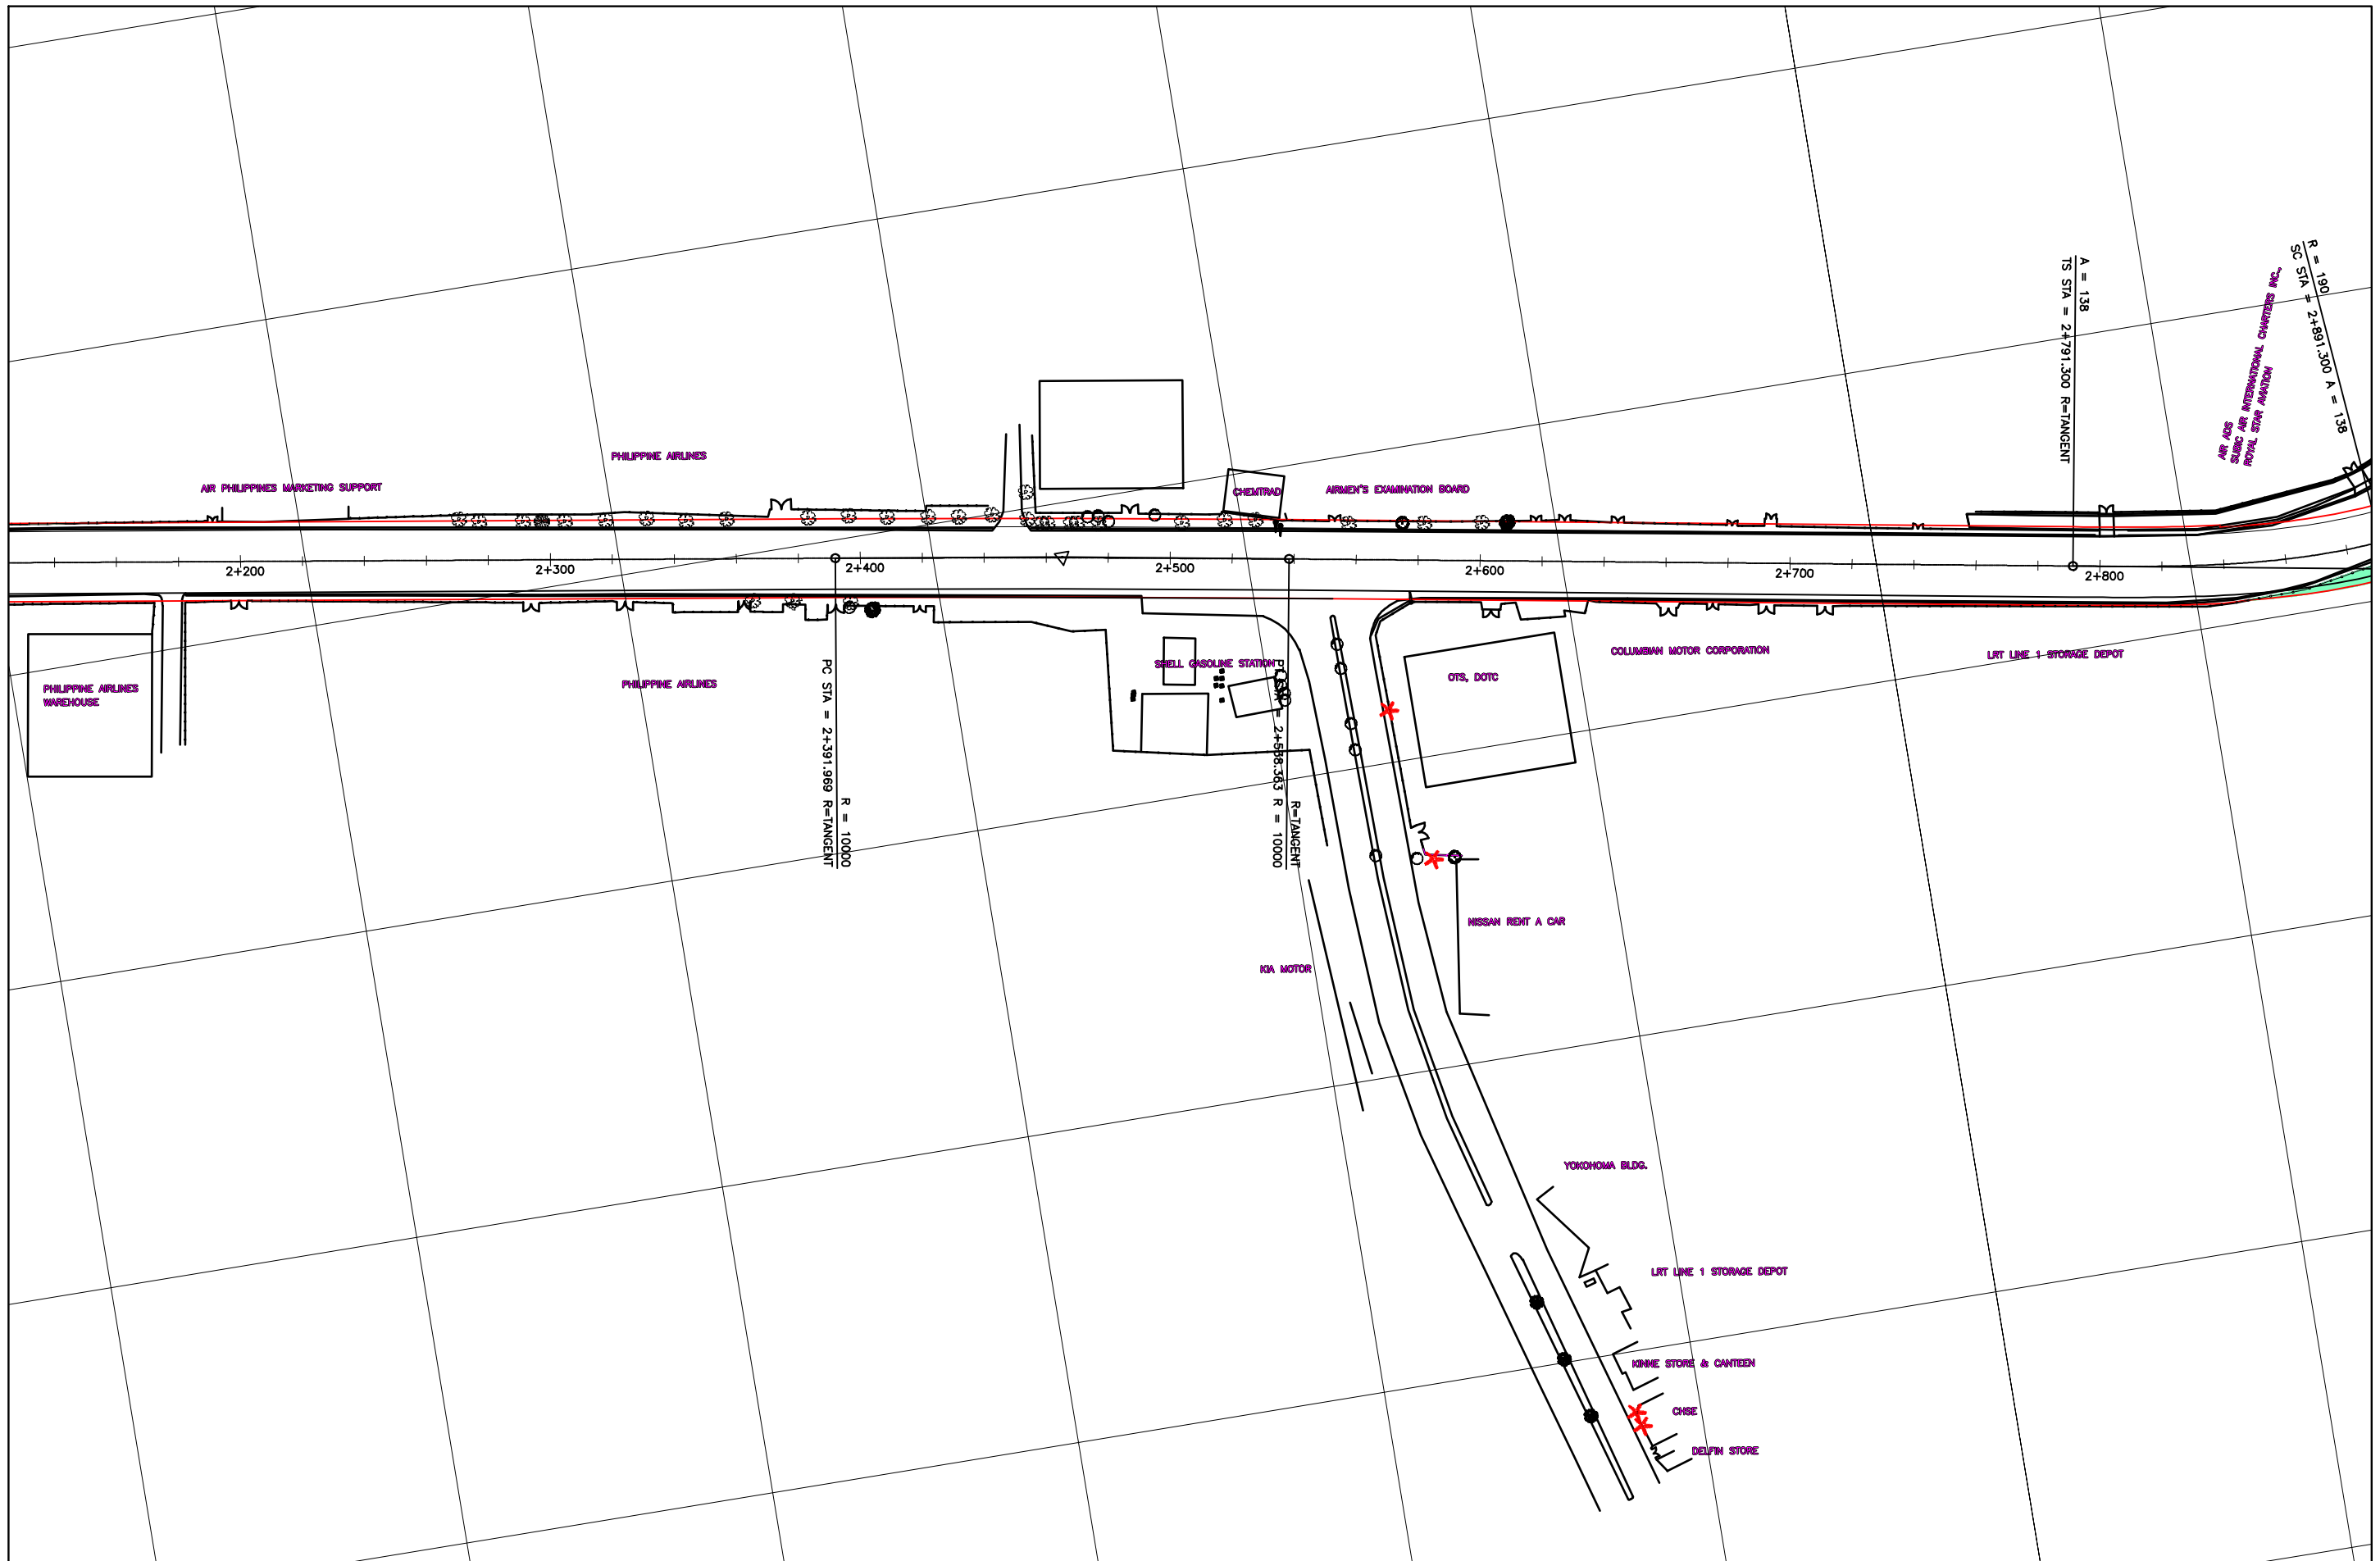 R = 190
SC STA = 2+891.300 A = 138
A = 138
TS STA = 2+791.300 R=TANGENT
AIR ADS
SUBIC AIR INTERNATIONAL CHARTERS INC.,
ROYAL STAR AVIATION
PHILIPPINE AIRLINES
AIR PHILIPPINES MARKETING SUPPORT
CHEMTRAD
AIRMEN'S EXAMINATION BOARD
2+200
2+300
2+400
2+500
2+600
2+700
2+800
PHILIPPINE AIRLINES
WAREHOUSE
PHILIPPINE AIRLINES
SHELL GASOLINE STATION
OTS, DOTC
COLUMBIAN MOTOR CORPORATION
LRT LINE 1 STORAGE DEPOT
R = 10000
PC STA = 2+391.969 R=TANGENT
R=TANGENT
2+538.363 R = 10000
NISSAN RENT A CAR
KIA MOTOR
YOKOHOMA BLDG.
LRT LINE 1 STORAGE DEPOT
KINNE STORE & CANTEEN
CHSE
DELFIN STORE